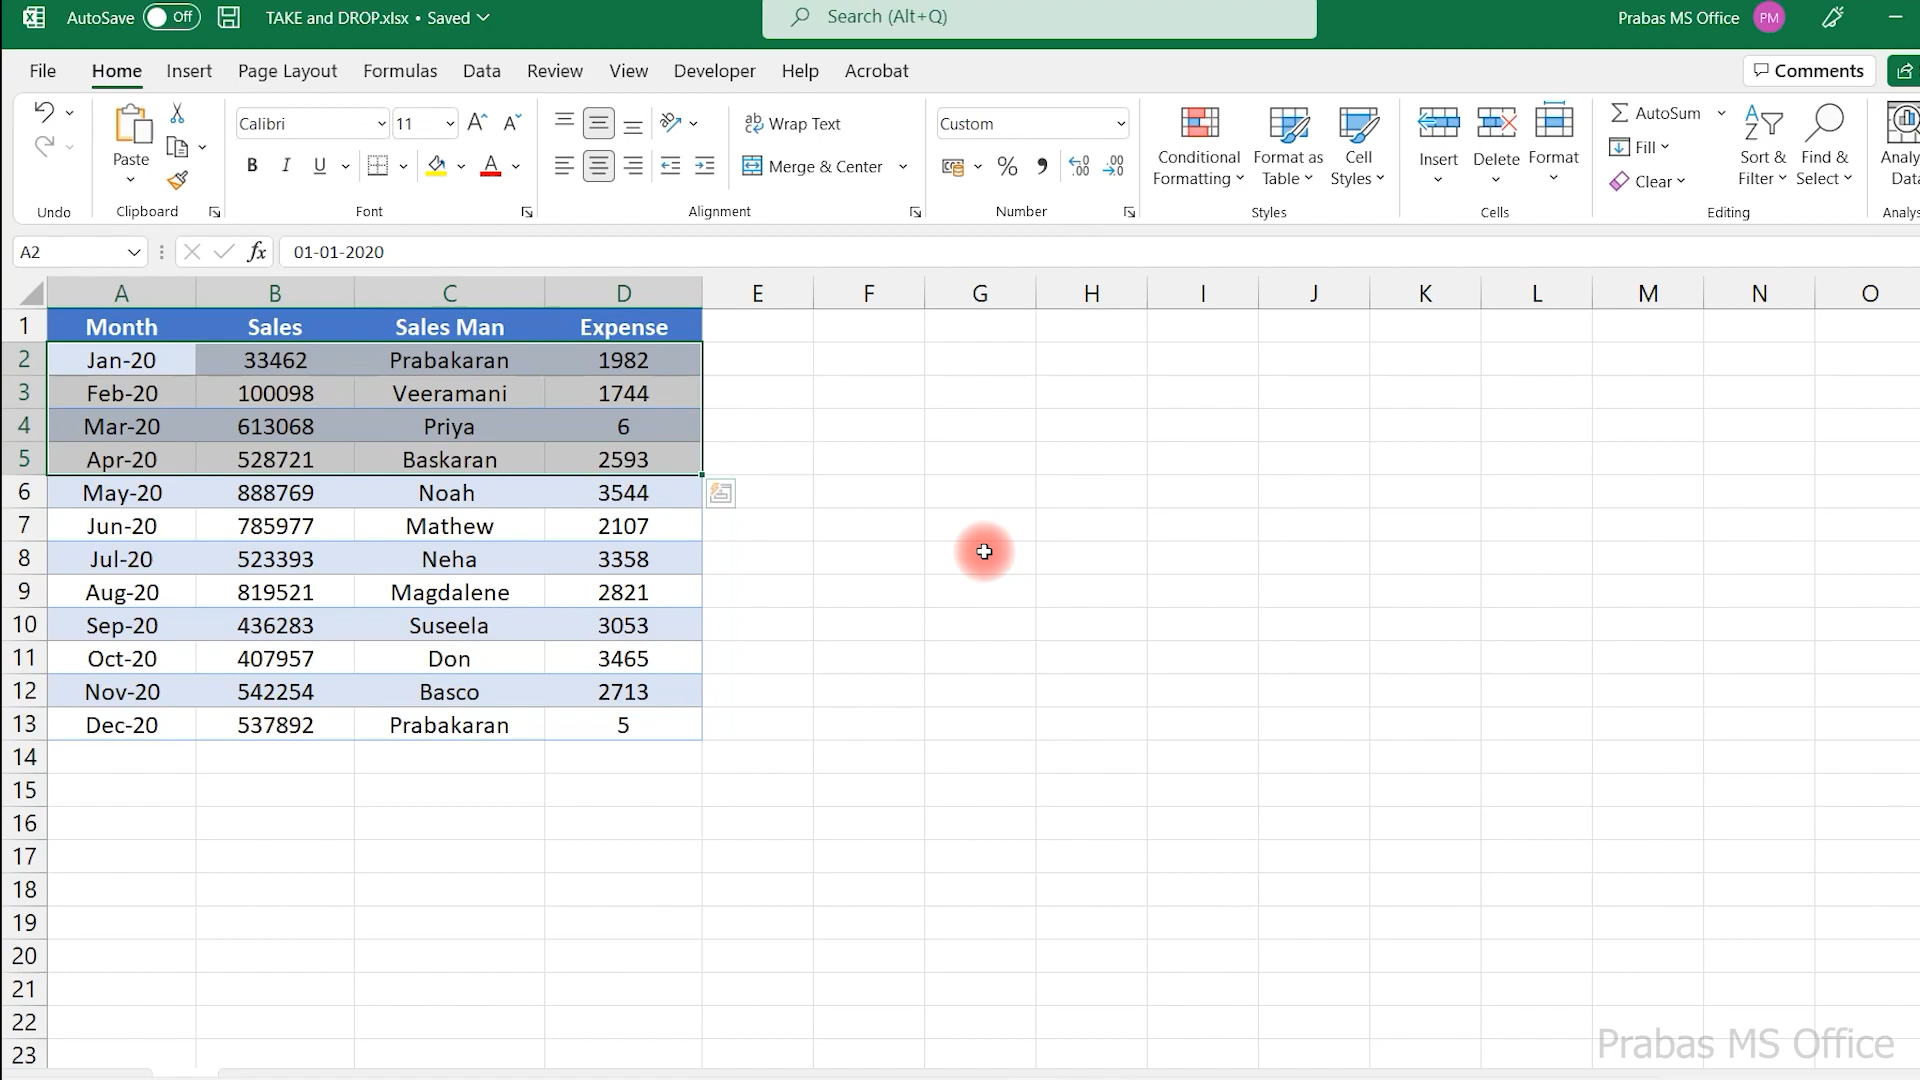 AutoSave Off TAKE and DROP.xlsx • Saved Search (Alt+Q) Prabas MS Office PM
File Home Insert Page Layout Formulas Data Review View Developer Help Acrobat Comments
Calibri 11 Wrap Text Custom AutoSum
Paste B I U A Merge & Center % Conditional Formatting Format as Table Cell Styles Insert Delete Format Fill Clear Sort & Filter Find & Select
Undo Clipboard Font Alignment Number Styles Cells Editing
A2 fx 01-01-2020
A B C D E F G H I J K L M N O
1 Month Sales Sales Man Expense
2 Jan-20 33462 Prabakaran 1982
3 Feb-20 100098 Veeramani 1744
4 Mar-20 613068 Priya 6
5 Apr-20 528721 Baskaran 2593
6 May-20 888769 Noah 3544
7 Jun-20 785977 Mathew 2107
8 Jul-20 523393 Neha 3358
9 Aug-20 819521 Magdalene 2821
10 Sep-20 436283 Suseela 3053
11 Oct-20 407957 Don 3465
12 Nov-20 542254 Basco 2713
13 Dec-20 537892 Prabakaran 5
14
15
16
17
18
19
20
21
22
23
Prabas MS Office